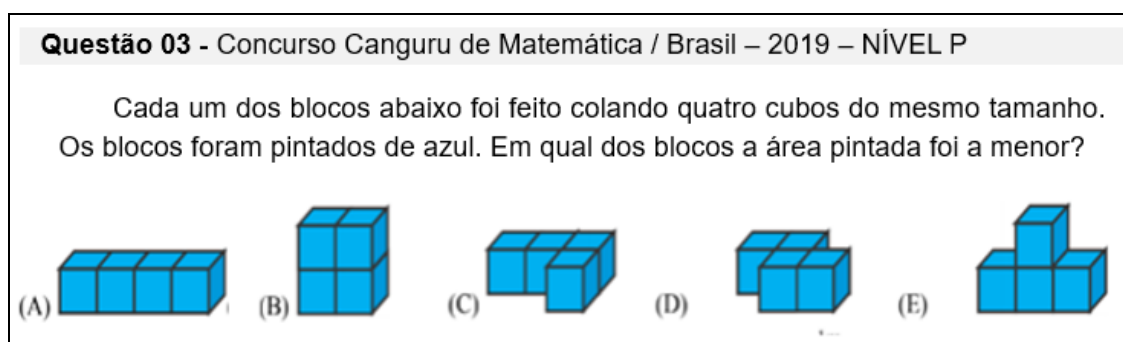 Questão 03 - Concurso Canguru de Matemática / Brasil – 2019 – NÍVEL P
Cada um dos blocos abaixo foi feito colando quatro cubos do mesmo tamanho.
Os blocos foram pintados de azul. Em qual dos blocos a área pintada foi a menor?
(A) (B) (C) (D) (E)